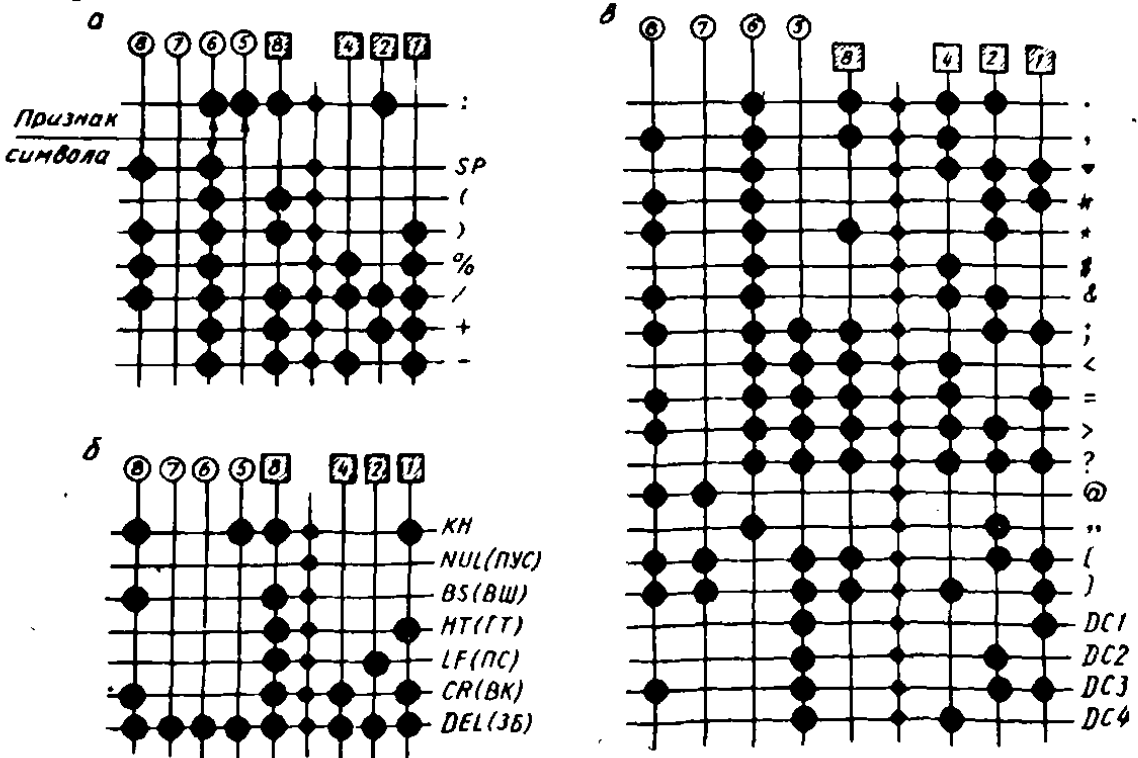 а
8 7 6 5 8 4 2 1
:
Признак
символа
SP
(
)
%
/
+
-
б
8 7 6 5 8 4 2 1
КН
NUL(ПУС)
BS(ВШ)
HT(ГТ)
LF(ПС)
CR(ВК)
DEL(ЗБ)
в
8 7 6 5 8 4 2 1
.
,
*
$
&
;
<
=
>
?
@
„
[
)
DC1
DC2
DC3
DC4